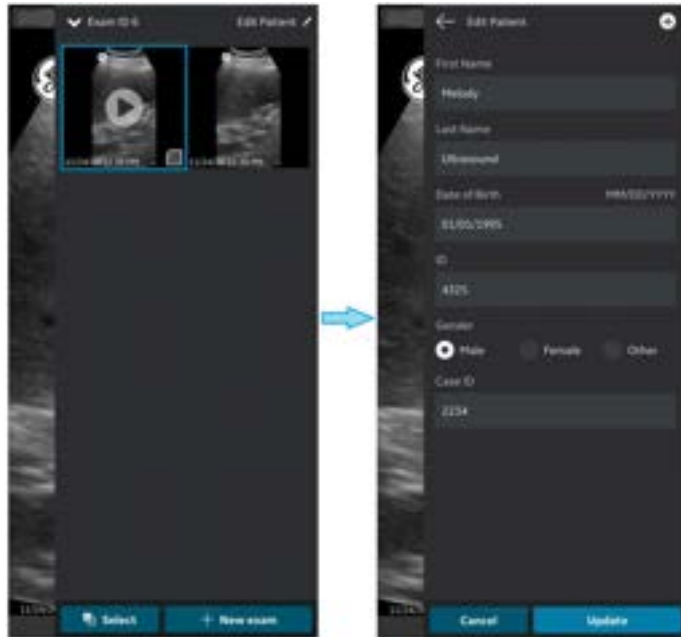 Exam ID 6
Edit Patient
Select
New exam
Edit Patient
First Name
Melody
Last Name
Ultrasound
Date of Birth
MM/DD/YYYY
01/01/1995
ID
4325
Gender
Male
Female
Other
Case ID
2234
Cancel
Update